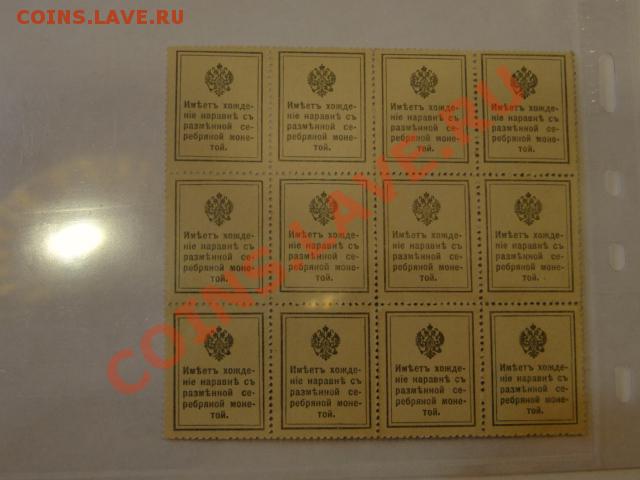 COINS.LAVE.RU
Имѣетъ хожде-
ніе наравнѣ съ
размѣнной се-
ребряной моне-
той.
Имѣетъ хожде-
ніе наравнѣ съ
размѣнной се-
ребряной моне-
той.
Имѣетъ хожде-
ніе наравнѣ съ
размѣнной се-
ребряной моне-
той.
Имѣетъ хожде-
ніе наравнѣ съ
размѣнной се-
ребряной моне-
той.
Имѣетъ хожде-
ніе наравнѣ съ
размѣнной се-
ребряной моне-
той.
Имѣетъ хожде-
ніе наравнѣ съ
размѣнной се-
ребряной моне-
той.
Имѣетъ хожде-
ніе наравнѣ съ
размѣнной се-
ребряной моне-
той.
Имѣетъ хожде-
ніе наравнѣ съ
размѣнной се-
ребряной моне-
той.
Имѣетъ хожде-
ніе наравнѣ съ
размѣнной се-
ребряной моне-
той.
Имѣетъ хожде-
ніе наравнѣ съ
размѣнной се-
ребряной моне-
той.
Имѣетъ хожде-
ніе наравнѣ съ
размѣнной се-
ребряной моне-
той.
Имѣетъ хожде-
ніе наравнѣ съ
размѣнной се-
ребряной моне-
той.
COINS.LAVE.RU